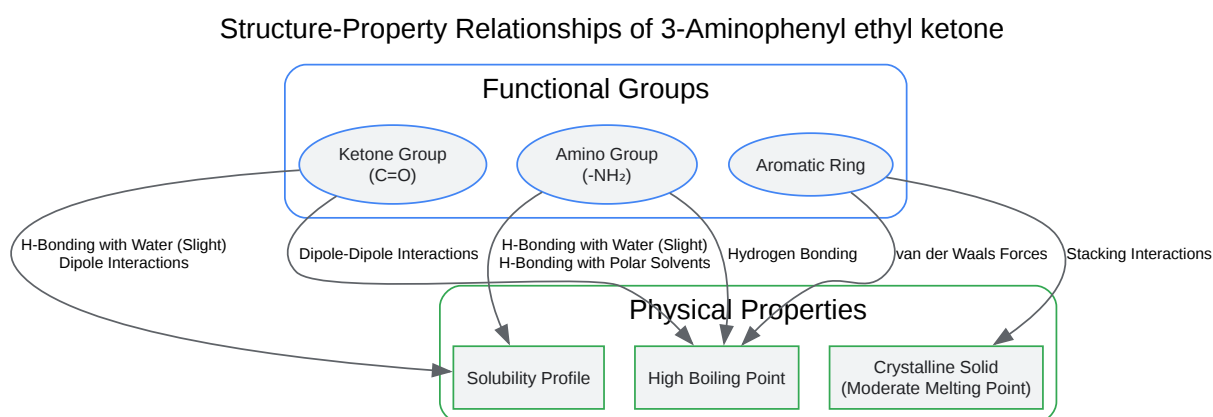 Structure-Property Relationships of 3-Aminophenyl ethyl ketone
Functional Groups
Ketone Group
(C=O)
Amino Group
(-NH₂)
Aromatic Ring
H-Bonding with Water (Slight)
Dipole Interactions
Dipole-Dipole Interactions
H-Bonding with Water (Slight)
H-Bonding with Polar Solvents
Hydrogen Bonding
van der Waals Forces
Stacking Interactions
Physical Properties
Solubility Profile
High Boiling Point
Crystalline Solid
(Moderate Melting Point)